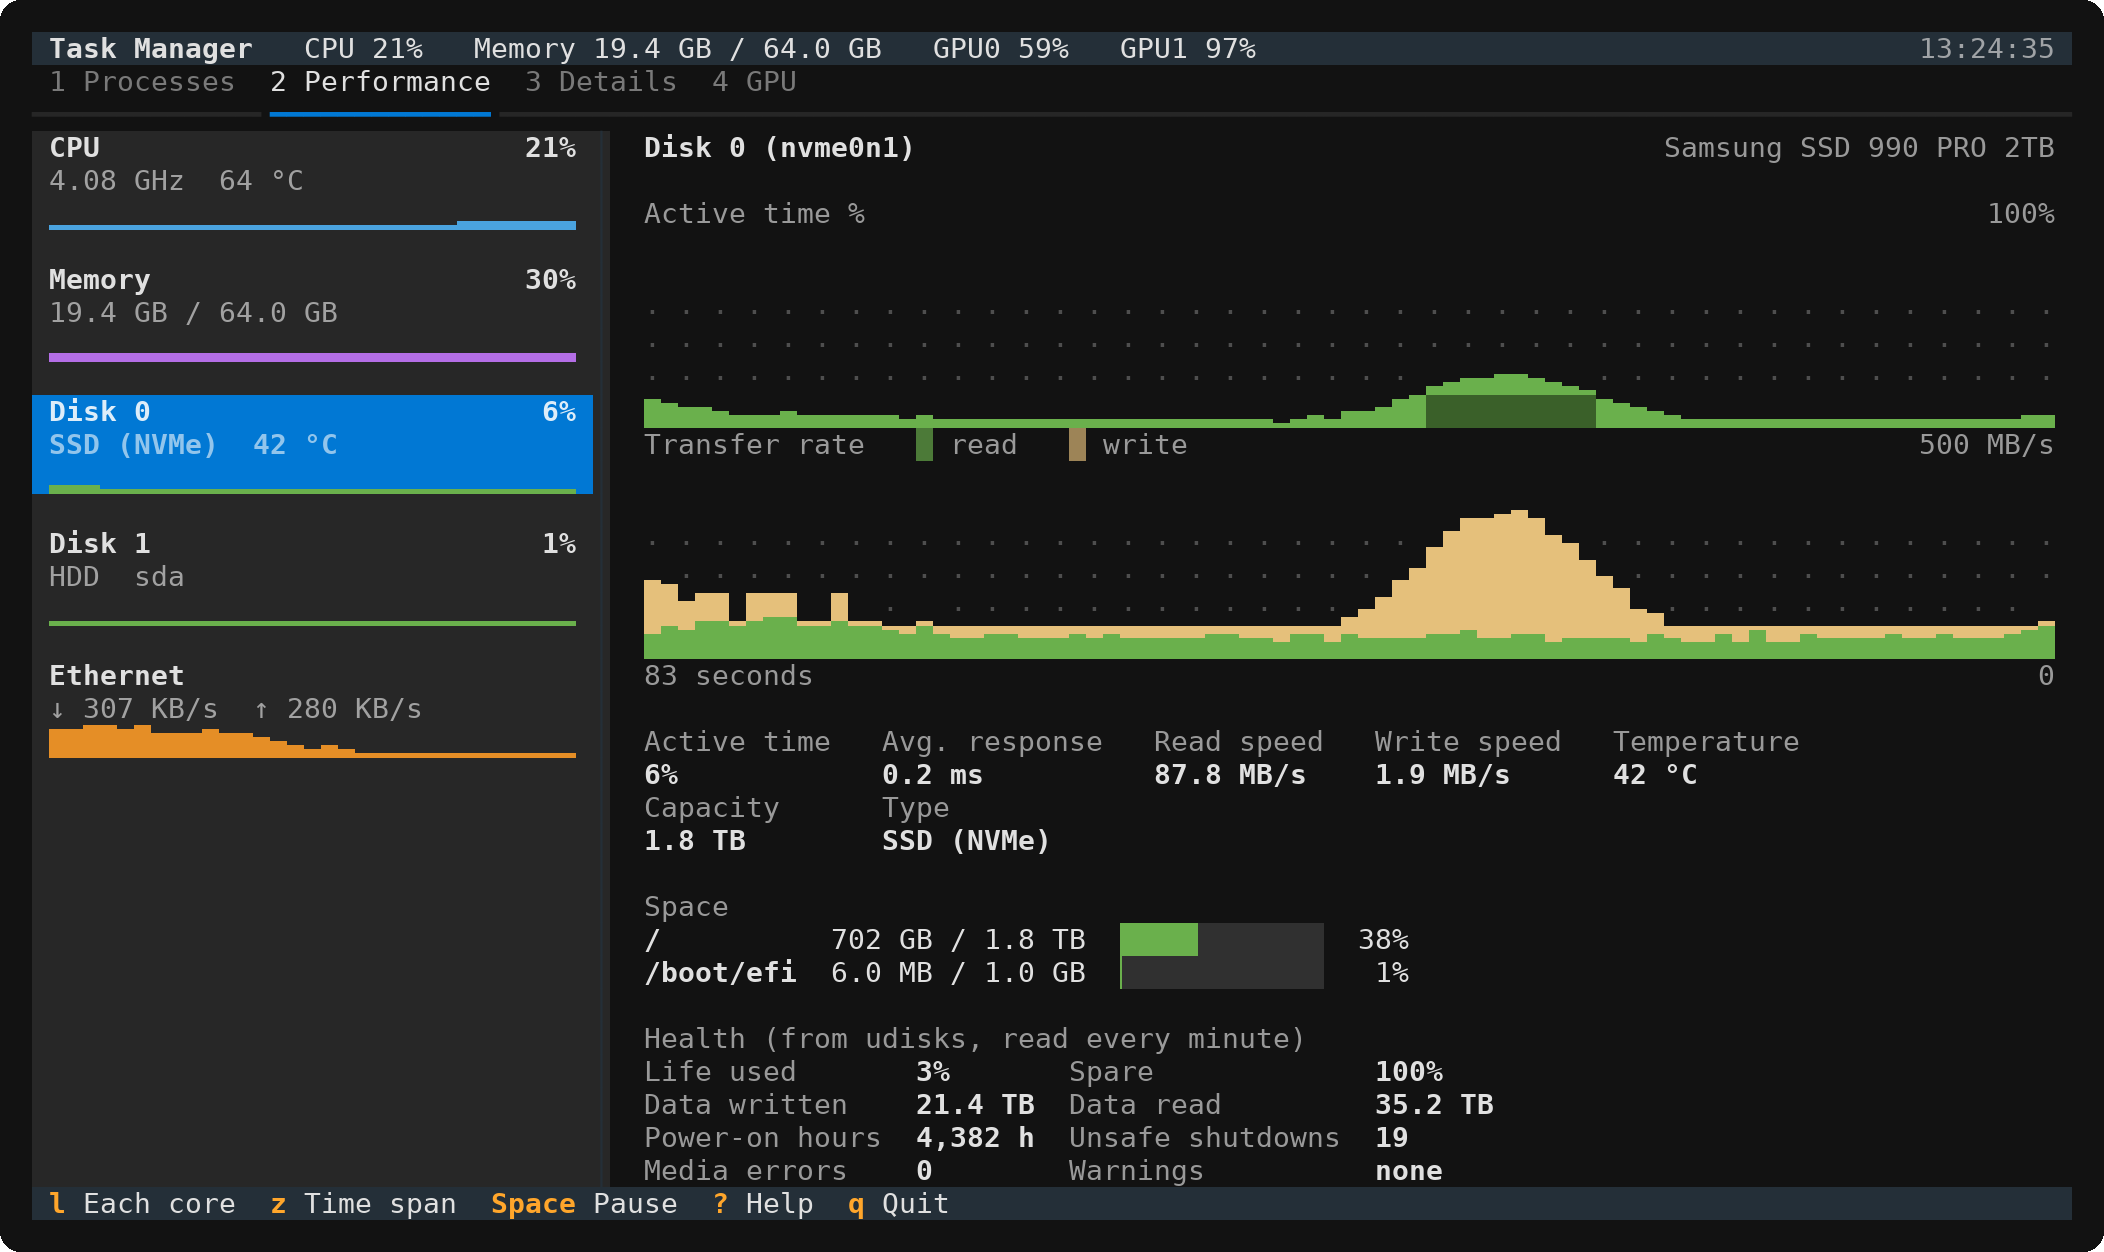 Task Manager   CPU 21%   Memory 19.4 GB / 64.0 GB   GPU0 59%   GPU1 97%   13:24:35
1 Processes  2 Performance  3 Details  4 GPU
CPU 21%
4.08 GHz  64 °C
Memory 30%
19.4 GB / 64.0 GB
Disk 0 6%
SSD (NVMe)  42 °C
Disk 1 1%
HDD  sda
Ethernet
↓ 307 KB/s  ↑ 280 KB/s
Disk 0 (nvme0n1)   Samsung SSD 990 PRO 2TB
Active time %   100%
Transfer rate   read   write   500 MB/s
83 seconds   0
Active time   Avg. response   Read speed   Write speed   Temperature
6%   0.2 ms   87.8 MB/s   1.9 MB/s   42 °C
Capacity   Type
1.8 TB   SSD (NVMe)
Space
/   702 GB / 1.8 TB   38%
/boot/efi  6.0 MB / 1.0 GB   1%
Health (from udisks, read every minute)
Life used   3%   Spare   100%
Data written   21.4 TB   Data read   35.2 TB
Power-on hours   4,382 h   Unsafe shutdowns   19
Media errors   0   Warnings   none
l Each core  z Time span  Space Pause  ? Help  q Quit